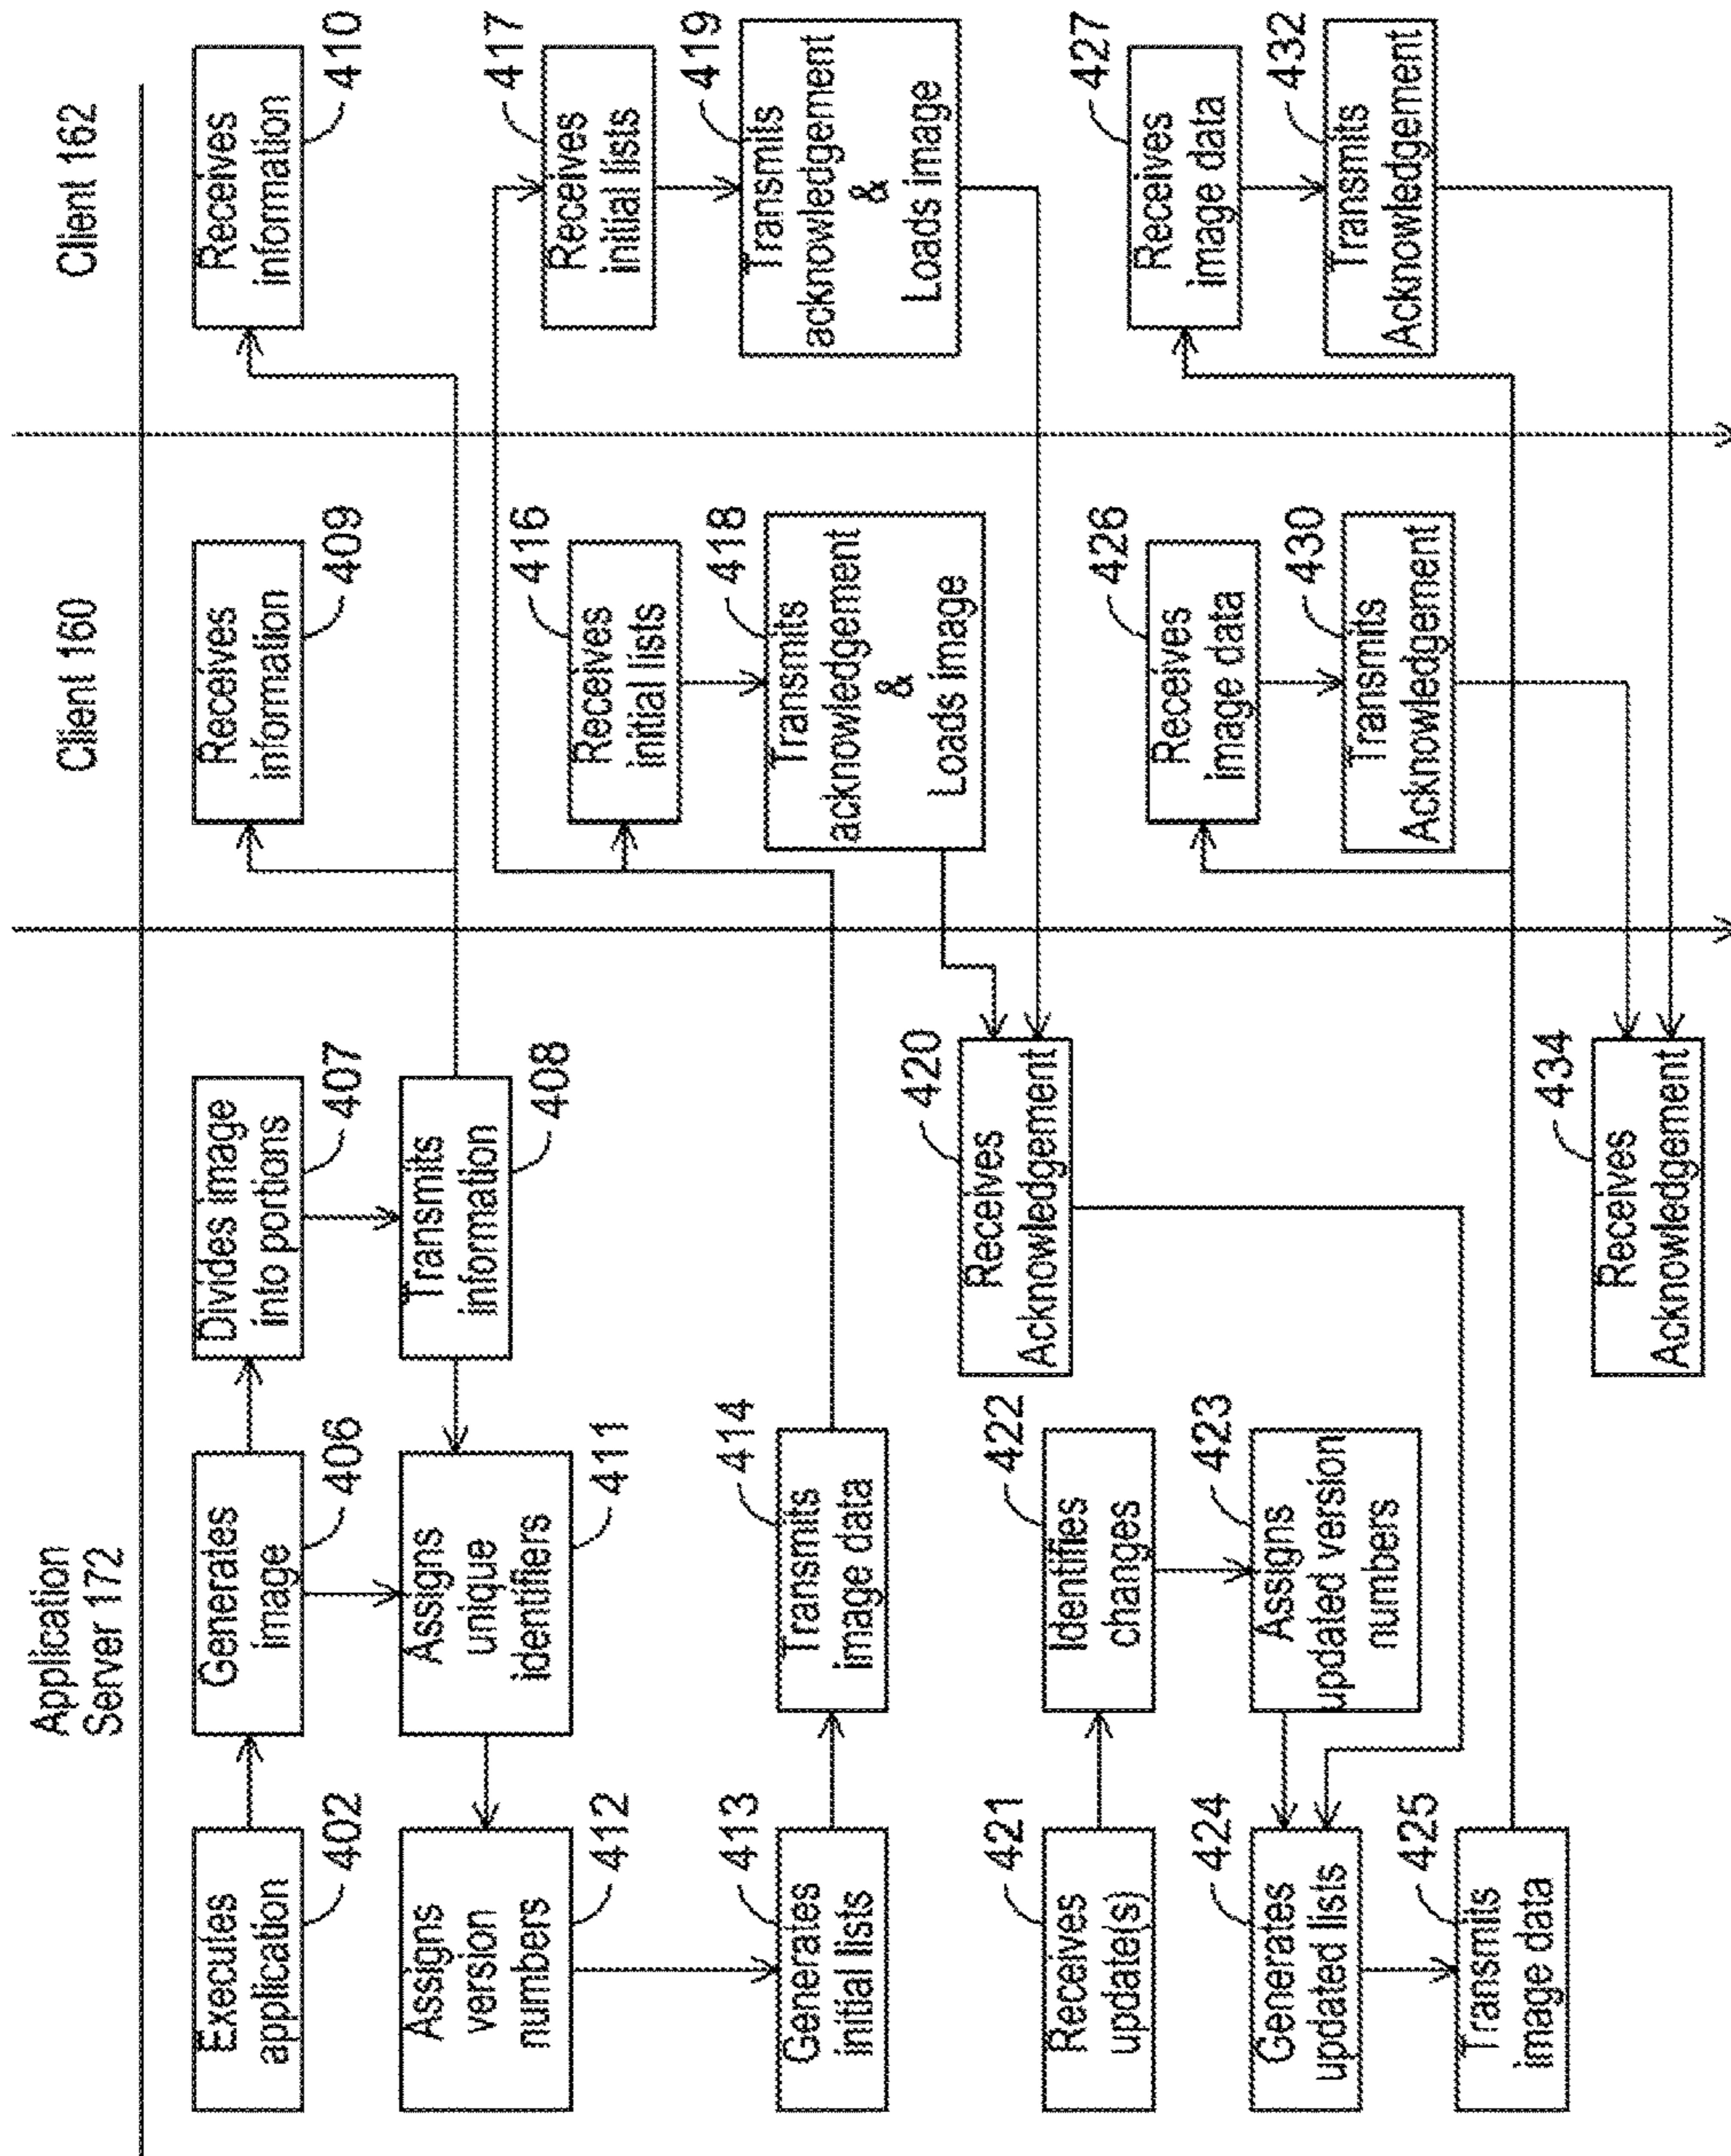 Application
Server 172
Client 160
Client 162
Executes
application
402
Generates
image
406
Divides image
into portions
407
Receives
information
409
Receives
information
410
Assigns
version
numbers
412
Assigns
unique
identifiers
411
Transmits
information
408
Generates
initial lists
413
Transmits
image data
414
Receives
initial lists
416
Receives
initial lists
417
Transmits
acknowledgement
&
Loads image
418
Transmits
acknowledgement
&
Loads image
419
Receives
Acknowledgement
420
Receives
update(s)
421
Identifies
changes
422
Assigns
updated version
numbers
423
Generates
updated lists
424
Transmits
image data
425
Receives
image data
426
Receives
image data
427
Transmits
Acknowledgement
430
Transmits
Acknowledgement
432
Receives
Acknowledgement
434